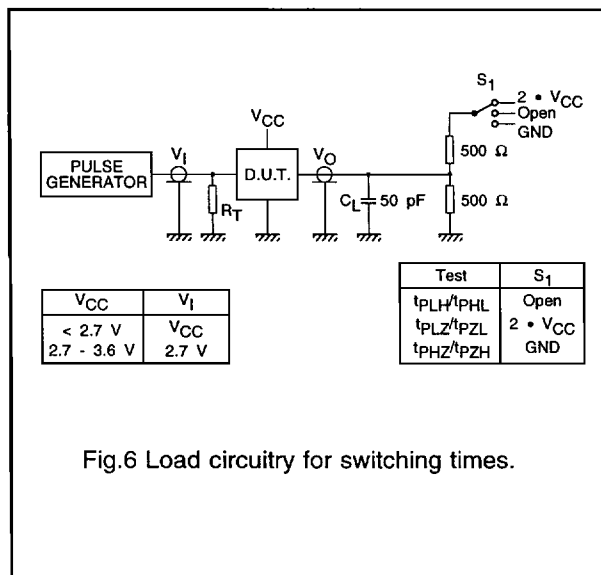 S1
2 • VCC
Open
GND
VCC
500 Ω
PULSE GENERATOR
VI
D.U.T.
VO
RT
CL
50 pF
500 Ω
VCC VI
< 2.7 V VCC
2.7 - 3.6 V 2.7 V
Test S1
tPLH/tPHL Open
tPLZ/tPZL 2 • VCC
tPHZ/tPZH GND
Fig.6 Load circuitry for switching times.